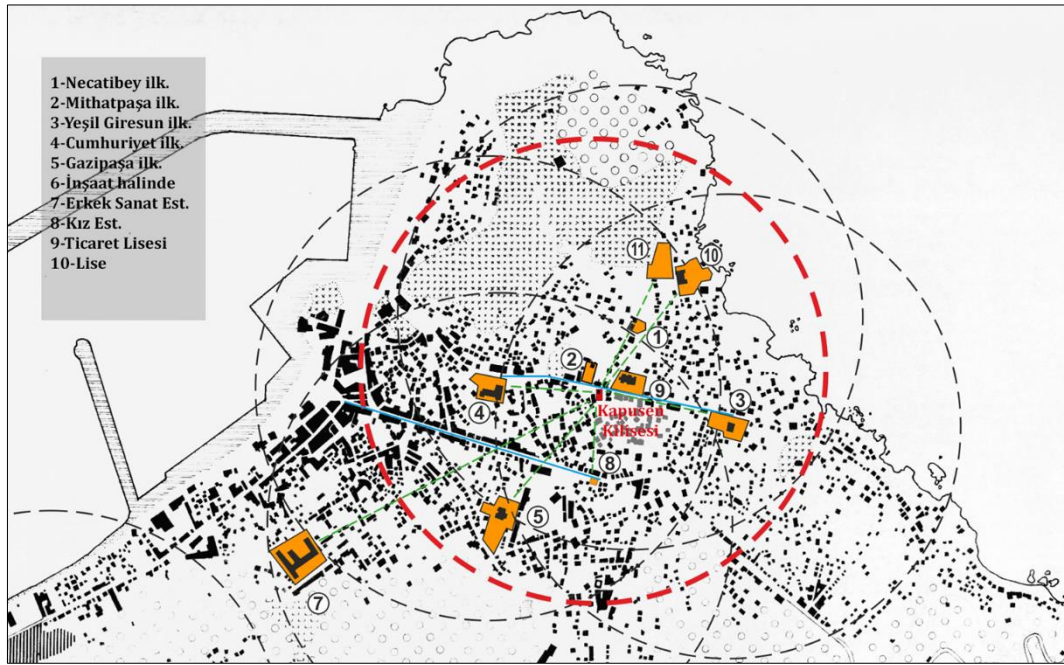 1-Necatibey ilk.
2-Mithatpaşa ilk.
3-Yeşil Giresun ilk.
4-Cumhuriyet ilk.
5-Gazipaşa ilk.
6-İnşaat halinde
7-Erkek Sanat Est.
8-Kız Est.
9-Ticaret Lisesi
10-Lise
11
10
1
2
9
4
3
Kapusen
Kilisesi
8
5
7